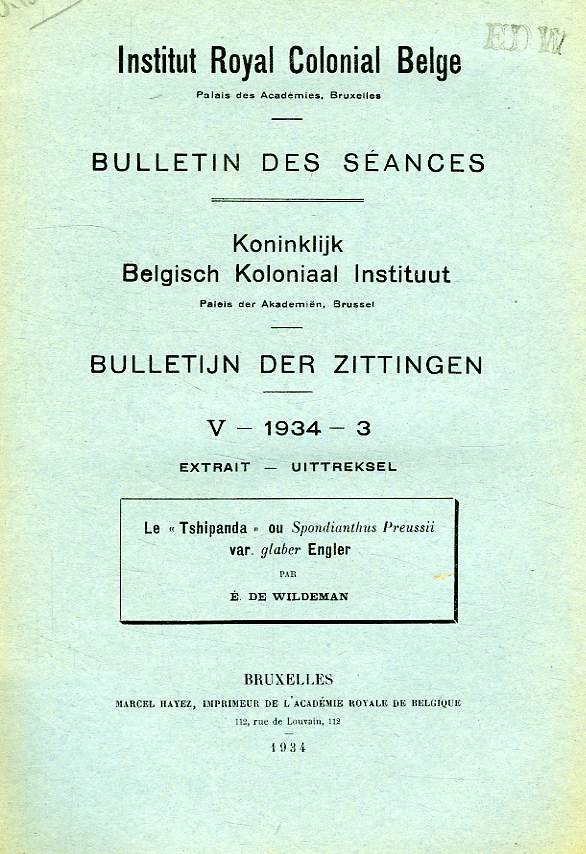 ED W
Institut Royal Colonial Belge
Palais des Académies, Bruxelles
BULLETIN DES SÉANCES
Koninklijk
Belgisch Koloniaal Instituut
Paleis der Akademiën, Brussel
BULLETIJN DER ZITTINGEN
V — 1934 — 3
EXTRAIT — UITTREKSEL
Le « Tshipanda » ou Spondianthus Preussii
var. glaber Engler
PAR
É. DE WILDEMAN
BRUXELLES
MARCEL HAYEZ, IMPRIMEUR DE L'ACADÉMIE ROYALE DE BELGIQUE
112, rue de Louvain, 112
1934